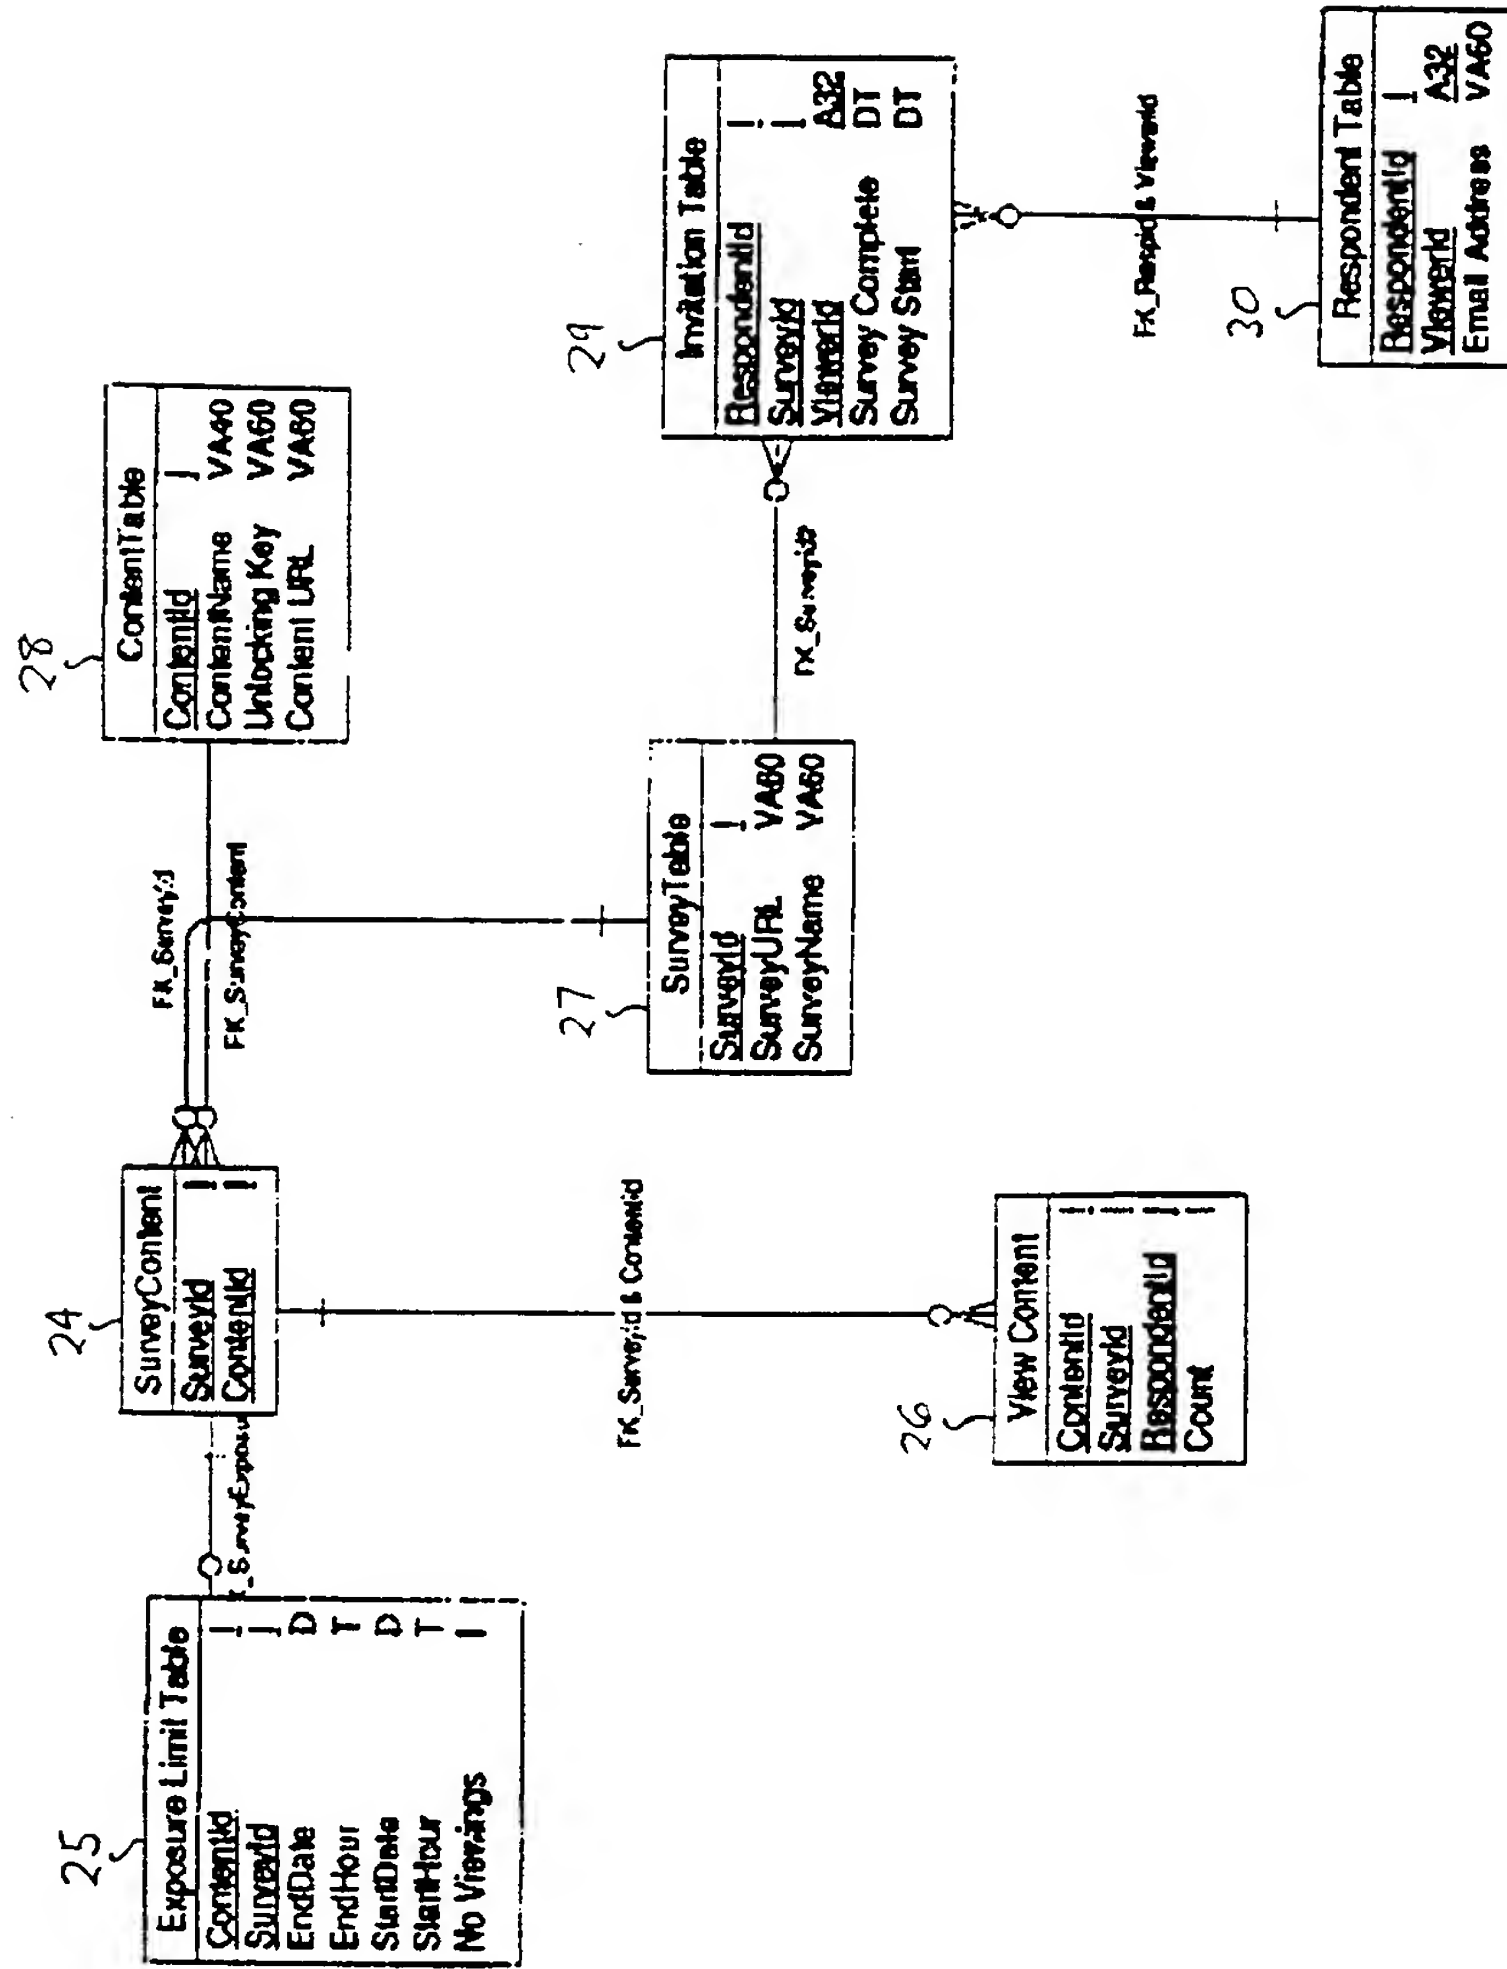 25
Exposure Limit Table
ContentId I
SurveyId I
EndDate D
EndHour T
StartDate D
StartHour T
No Viewings I
24
SurveyContent
SurveyId I
ContentId I
28
ContentTable
ContentId I
ContentName VA40
Unlocking Key VA60
Content URL VA80
FK_SurveyId
FK_SurveyContent
_SurveyExposu
27
SurveyTable
SurveyId I
SurveyURL VA80
SurveyName VA60
29
Invitation Table
RespondentId I
SurveyId I
ViewerId A32
Survey Complete DT
Survey Start DT
FK_SurveyId & ContentId
26
View Content
ContentId I
SurveyId I
RespondentId I
Count I
FK_RespId & ViewerId
30
Respondent Table
RespondentId I
ViewerId A32
Email Address VA60